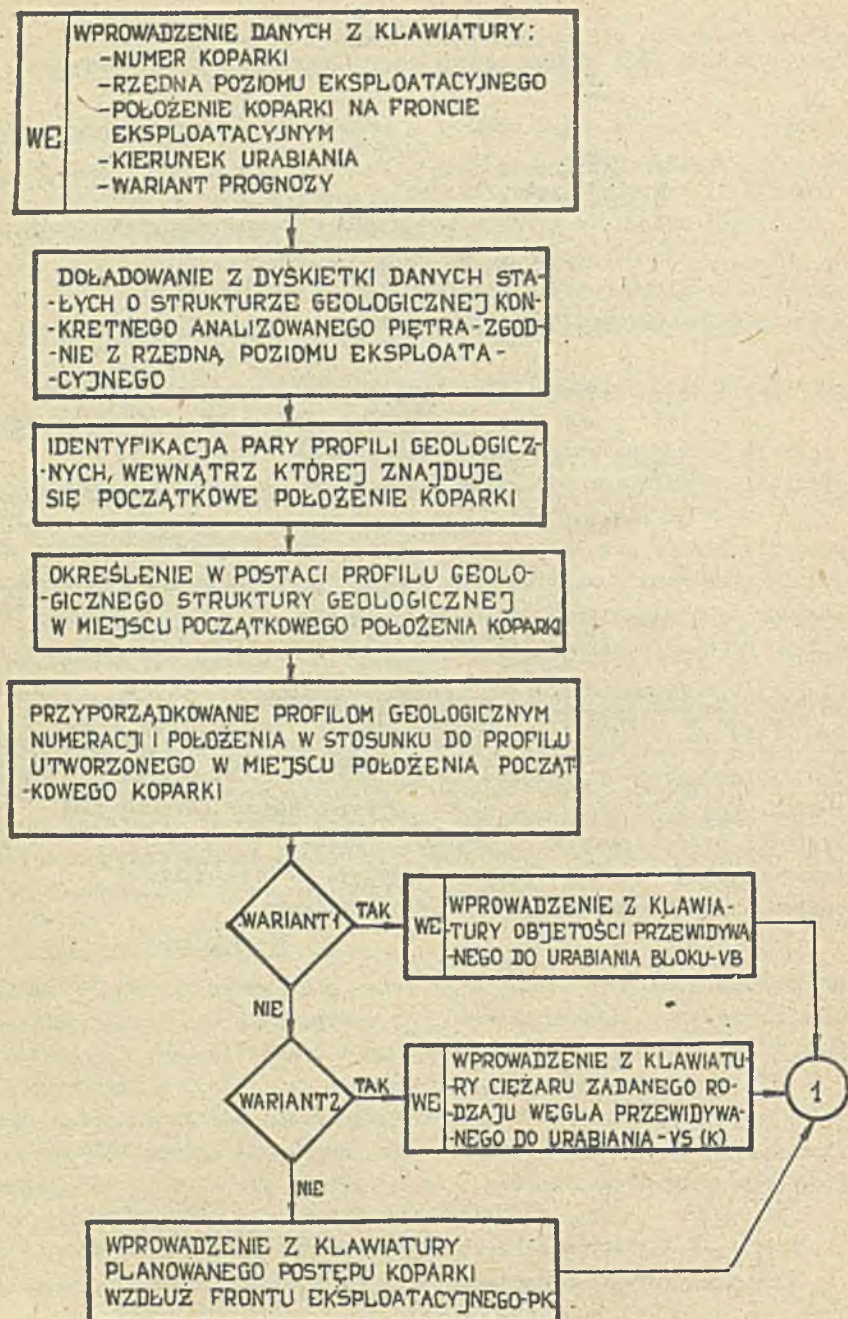 WPROWADZENIE DANYCH Z KLAWIATURY:
-NUMER KOPARKI
-RZEDNA POZIOMU EKSPLOATACYJNEGO
-POŁOŻENIE KOPARKI NA FRONCIE
EKSPLOATACYJNYM
WE
-KIERUNEK URABIANIA
-WARIANT PROGNOZY
DOŁADOWANIE Z DYSKIETKI DANYCH STA-
-ŁYCH O STRUKTURZE GEOLOGICZNEJ KON-
-KRETNEGO ANALIZOWANEGO PIĘTRA-ZGOD-
-NIE Z RZEDNĄ POZIOMU EKSPLOATA-
-CYJNEGO
IDENTYFIKACJA PARY PROFILI GEOLOGICZ-
-NYCH, WEWNĄTRZ KTÓREJ ZNAJDUJE
SIĘ POCZĄTKOWE POŁOŻENIE KOPARKI
OKREŚLENIE W POSTACI PROFILU GEOLO-
-GICZNEGO STRUKTURY GEOLOGICZNEJ
W MIEJSCU POCZĄTKOWEGO POŁOŻENIA KOPARKI
PRZYPORZĄDKOWANIE PROFILOM GEOLOGICZNYM
NUMERACJI I POŁOŻENIA W STOSUNKU DO PROFILU
UTWORZONEGO W MIEJSCU POŁOŻENIA POCZĄT
-KOWEGO KOPARKI
WARIANT1
TAK
WE
WPROWADZENIE Z KLAWIA-
-TURY OBJETOŚCI PRZEWIDYWA
-NEGO DO URABIANIA BLOKU-VB
NIE
WARIANT2
TAK
WE
WPROWADZENIE Z KLAWIATU-
-RY CIĘŻARU ZADANEGO RO-
-DZAJU WĘGLA PRZEWIDYWA-
-NEGO DO URABIANIA-VS (K)
1
NIE
WPROWADZENIE Z KLAWIATURY
PLANOWANEGO POSTĘPU KOPARKI
WZDŁUŻ FRONTU EKSPLOATACYJNEGO-PK